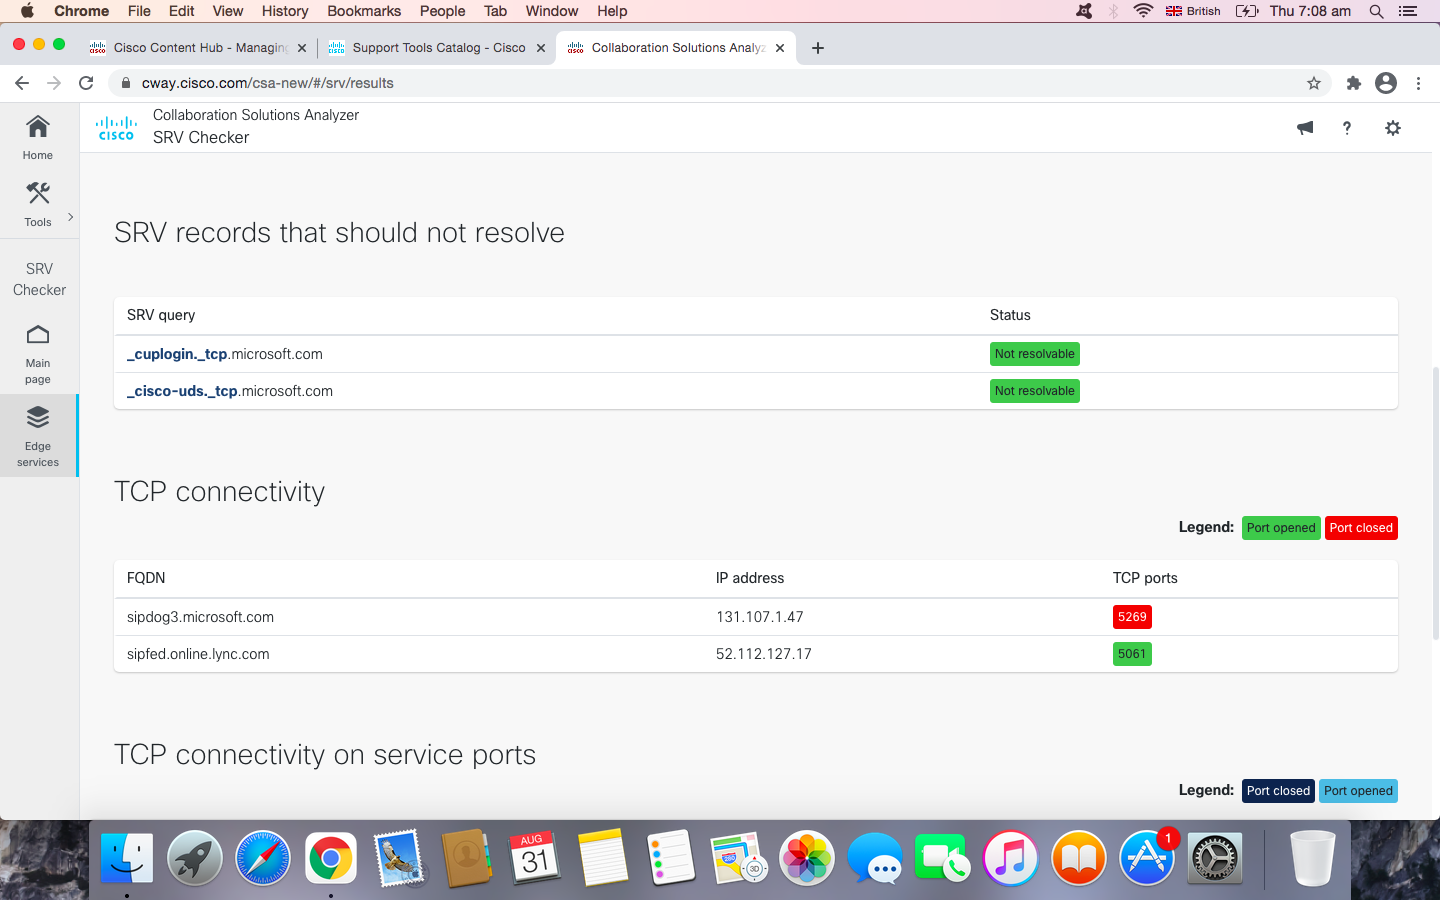 Chrome File Edit View History Bookmarks People Tab Window Help British Thu 7:08 am
Cisco Content Hub - Managing Support Tools Catalog - Cisco Collaboration Solutions Analyz
cway.cisco.com/csa-new/#/srv/results
CISCO
Collaboration Solutions Analyzer
SRV Checker
?
Home
Tools
SRV
Checker
Main
page
Edge
services
SRV records that should not resolve
SRV query Status
_cuplogin._tcp.microsoft.com Not resolvable
_cisco-uds._tcp.microsoft.com Not resolvable
TCP connectivity
Legend: Port opened Port closed
FQDN IP address TCP ports
sipdog3.microsoft.com 131.107.1.47 5269
sipfed.online.lync.com 52.112.127.17 5061
TCP connectivity on service ports
Legend: Port closed Port opened
AUG
31
280
3D
1